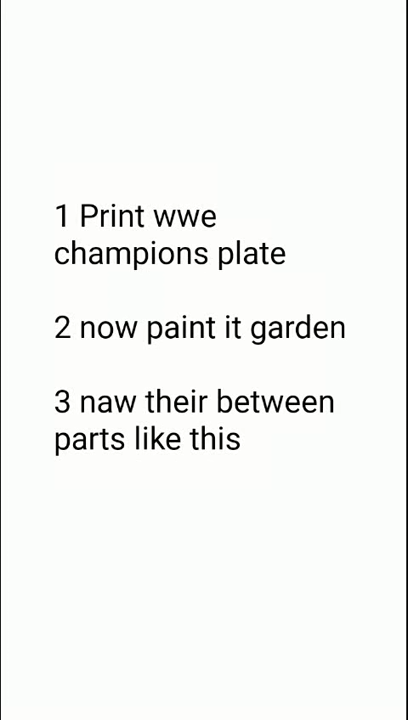 1 Print wwe
champions plate
2 now paint it garden
3 naw their between
parts like this